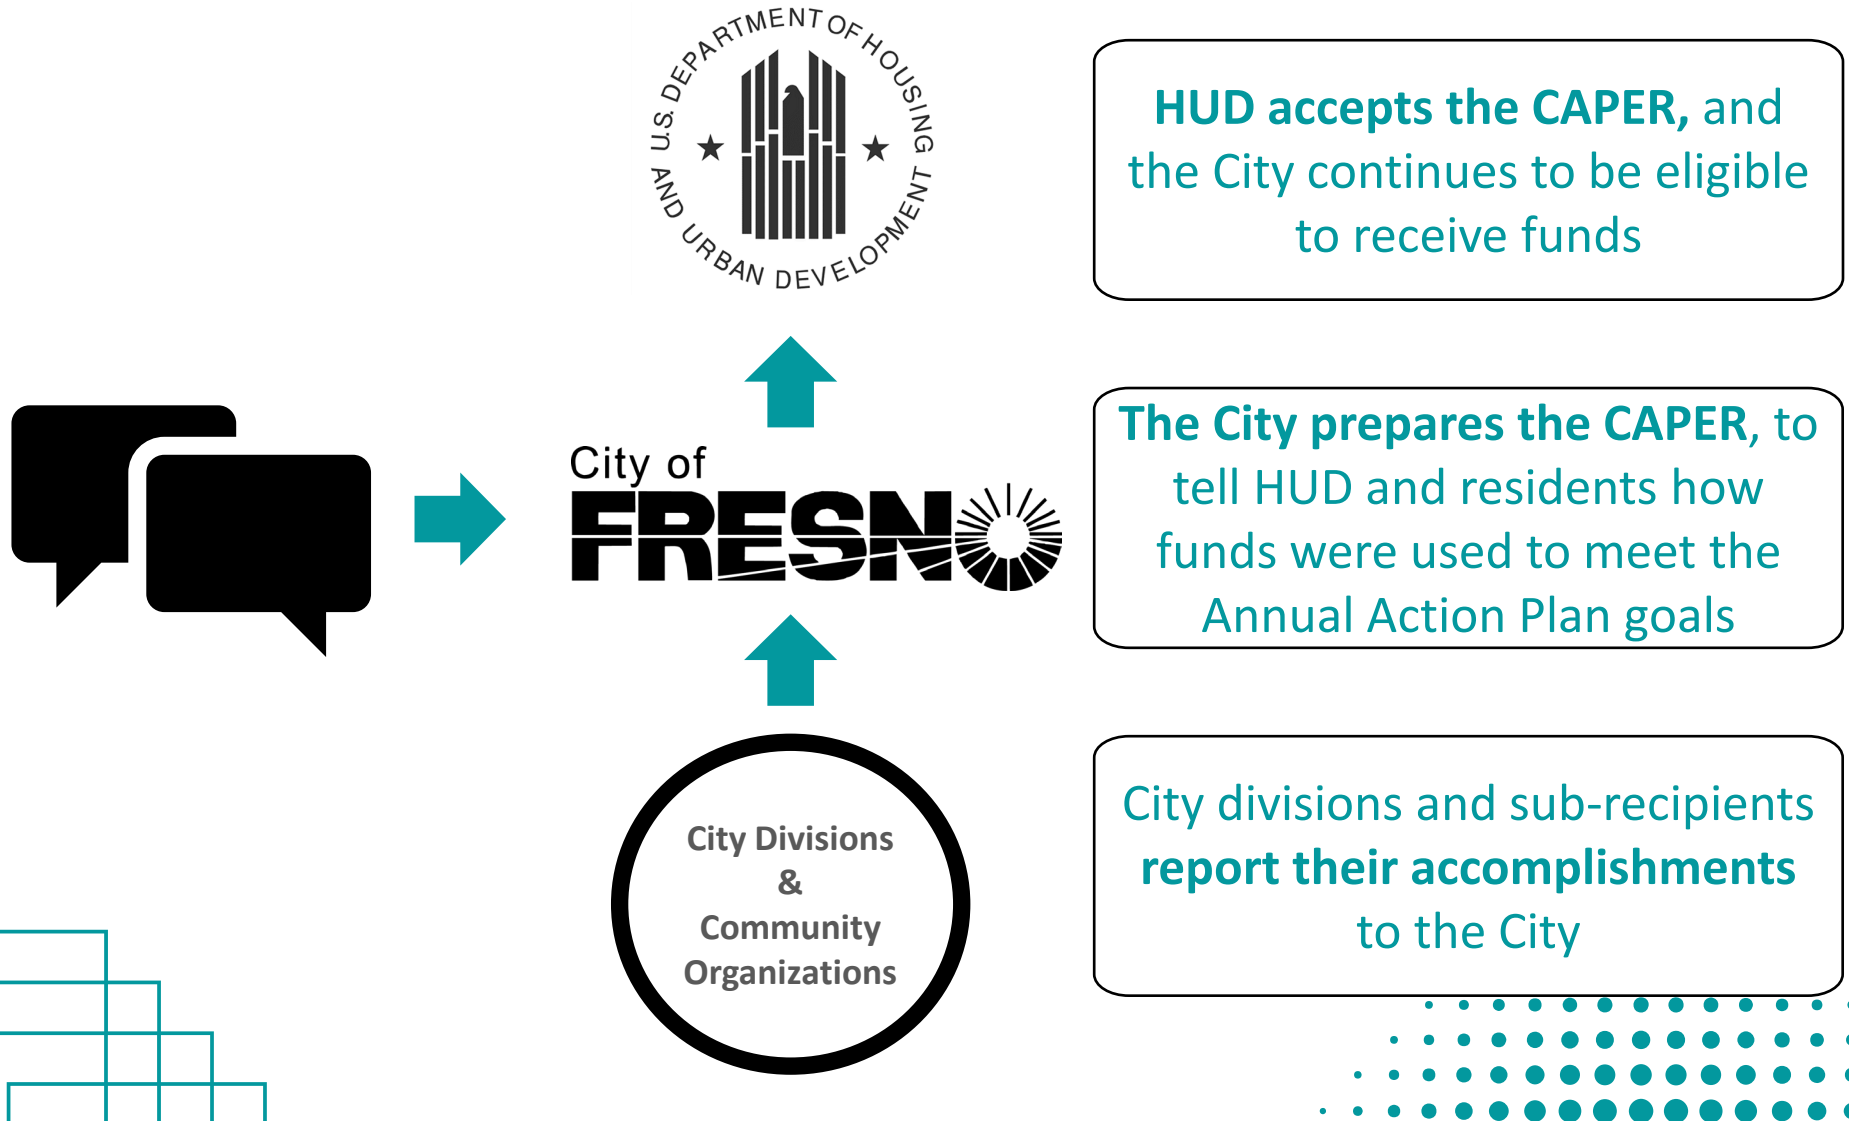 U.S. DEPARTMENT OF HOUSING
AND URBAN DEVELOPMENT
HUD accepts the CAPER, and
the City continues to be eligible
to receive funds
City of
FRESNO
The City prepares the CAPER, to
tell HUD and residents how
funds were used to meet the
Annual Action Plan goals
City Divisions
&
Community
Organizations
City divisions and sub-recipients
report their accomplishments
to the City